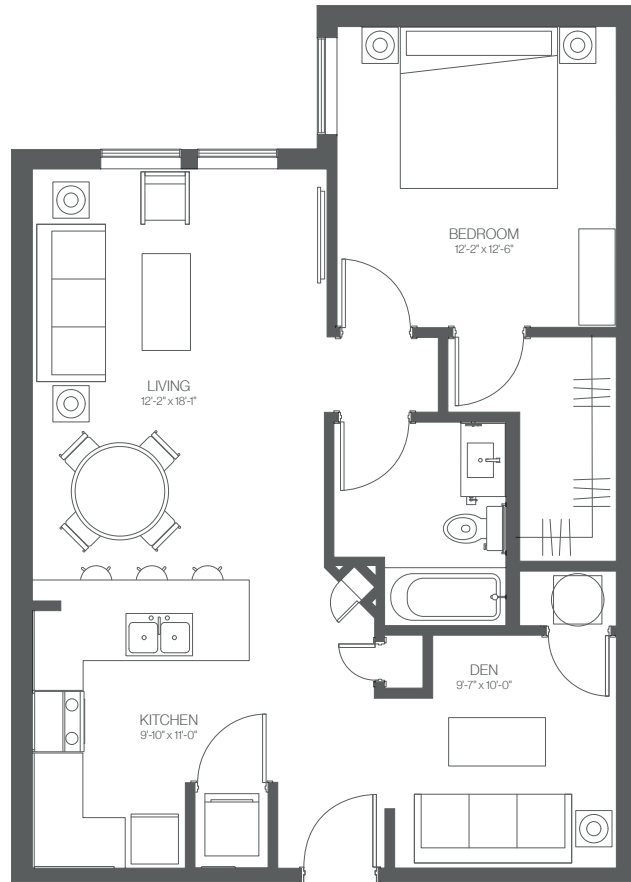 BEDROOM
12'-2" x 12'-6"
LIVING
12'-2" x 18'-1"
DEN
9'-7" x 10'-0"
KITCHEN
9'-10" x 11'-0"